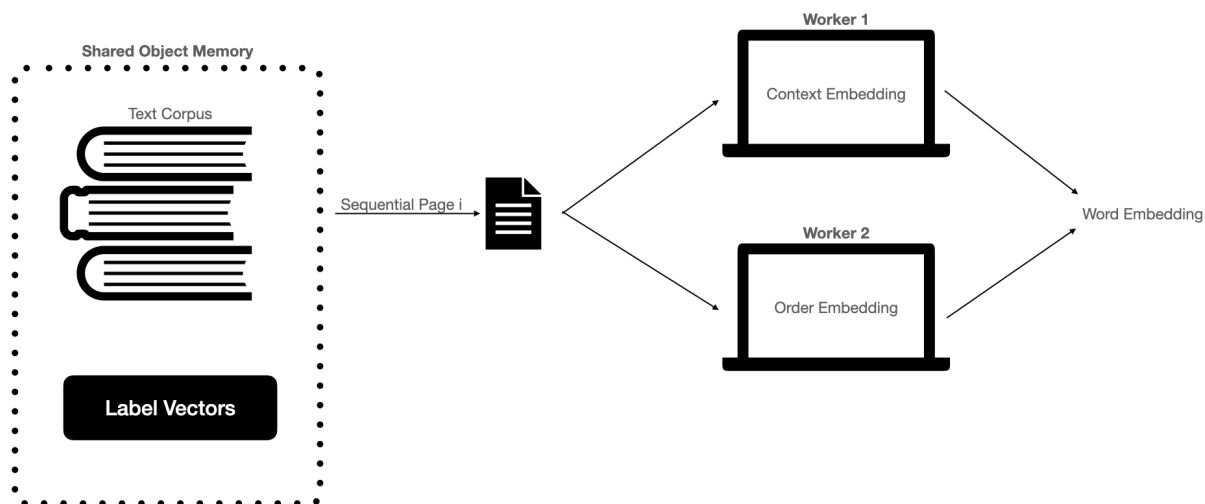 Shared Object Memory
Text Corpus
Label Vectors
Sequential Page i
Worker 1
Context Embedding
Worker 2
Order Embedding
Word Embedding